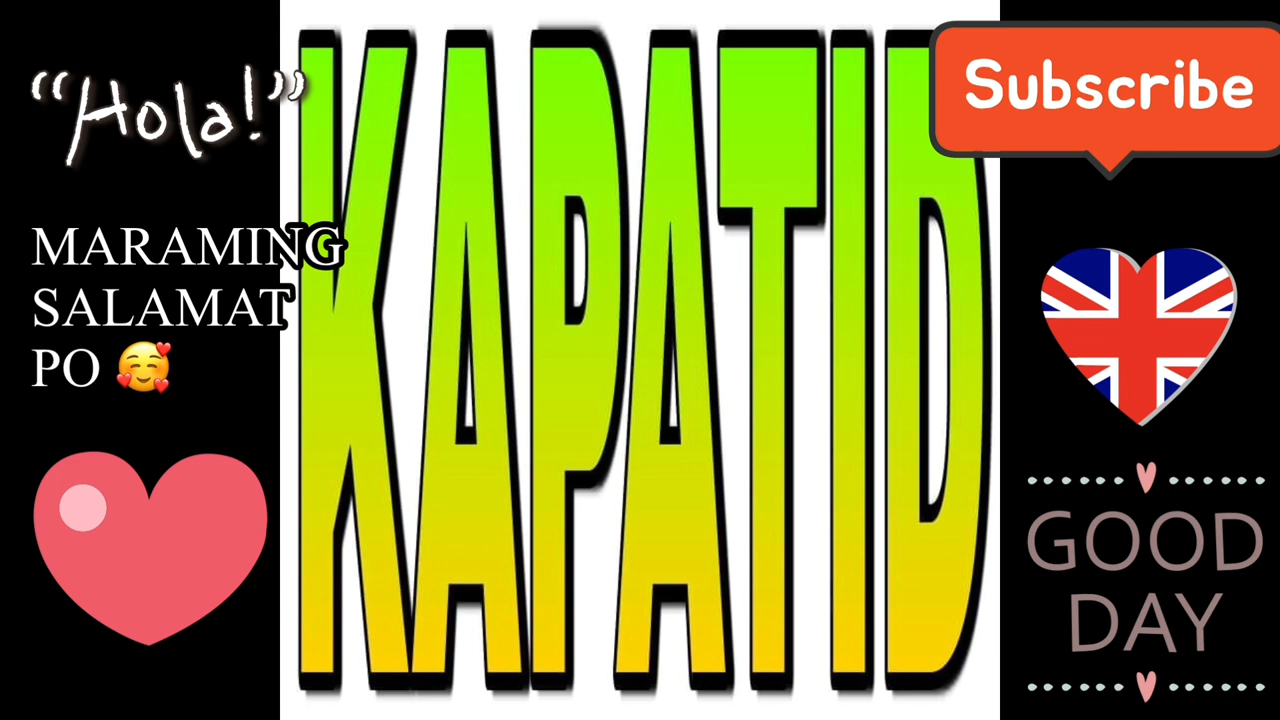 “Hola!”
MARAMING
SALAMAT
PO 🥰
KAPATID
Subscribe
GOOD
DAY